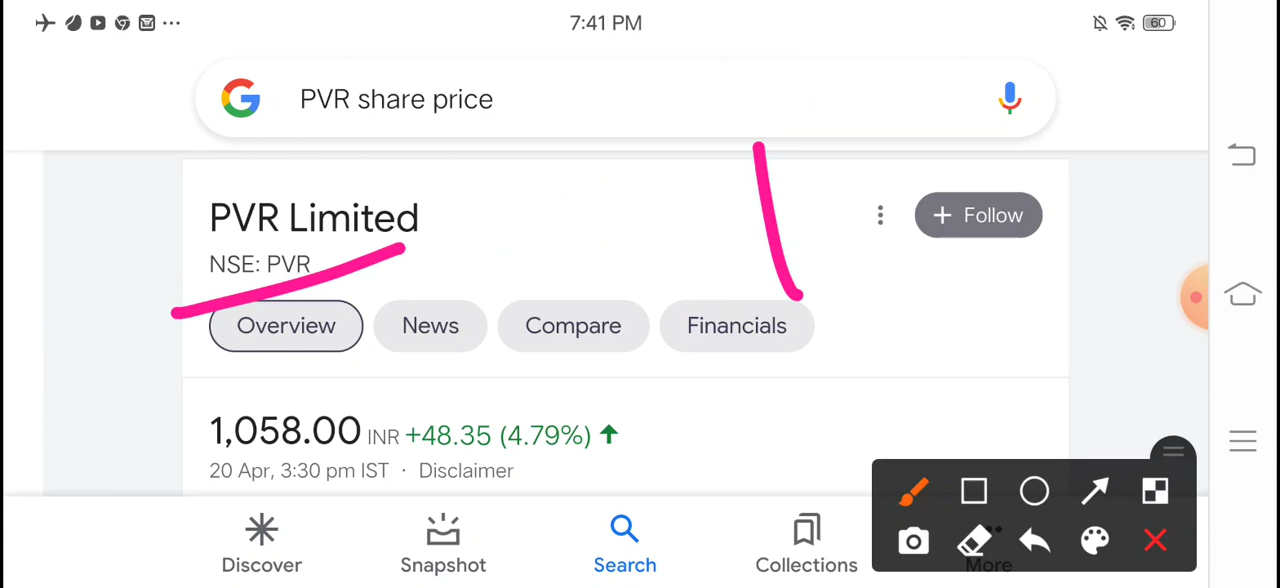 7:41 PM
60
PVR share price
PVR Limited
+ Follow
NSE: PVR
Overview News Compare Financials
1,058.00 INR +48.35 (4.79%) ↑
20 Apr, 3:30 pm IST · Disclaimer
Discover Snapshot Search Collections More